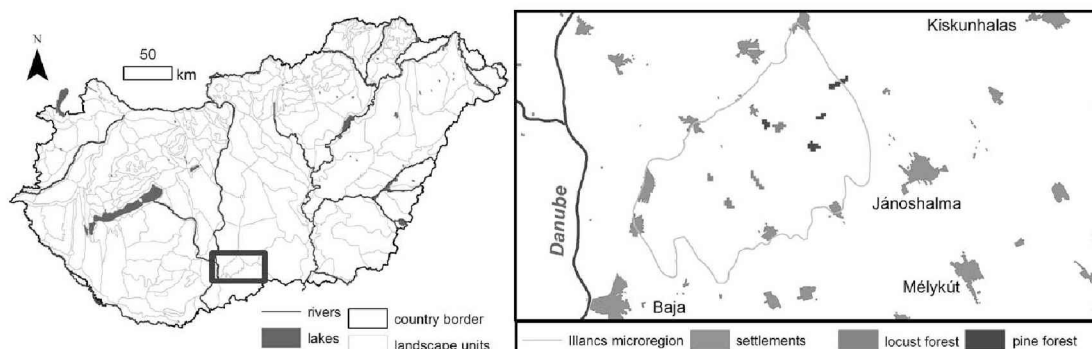 N
50
km
rivers
lakes
country border
landscape units
Kiskunhalas
Danube
Jánoshalma
Mélykút
Baja
Illancs microregion
settlements
locust forest
pine forest